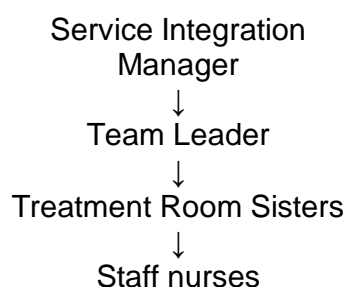 Service Integration
Manager
↓
Team Leader
↓
Treatment Room Sisters
↓
Staff nurses